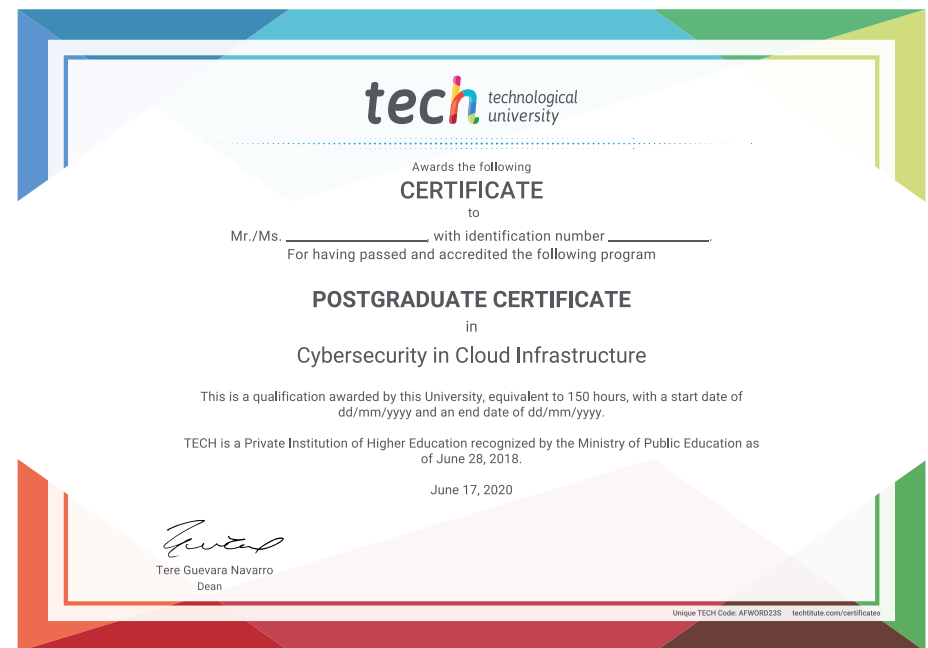 tech technological
university
Awards the following
CERTIFICATE
to
Mr./Ms. ____________________, with identification number ______________.
For having passed and accredited the following program
POSTGRADUATE CERTIFICATE
in
Cybersecurity in Cloud Infrastructure
This is a qualification awarded by this University, equivalent to 150 hours, with a start date of
dd/mm/yyyy and an end date of dd/mm/yyyy.
TECH is a Private Institution of Higher Education recognized by the Ministry of Public Education as
of June 28, 2018.
June 17, 2020
Tere Guevara Navarro
Dean
Unique TECH Code: AFWORD23S techtitute.com/certificates